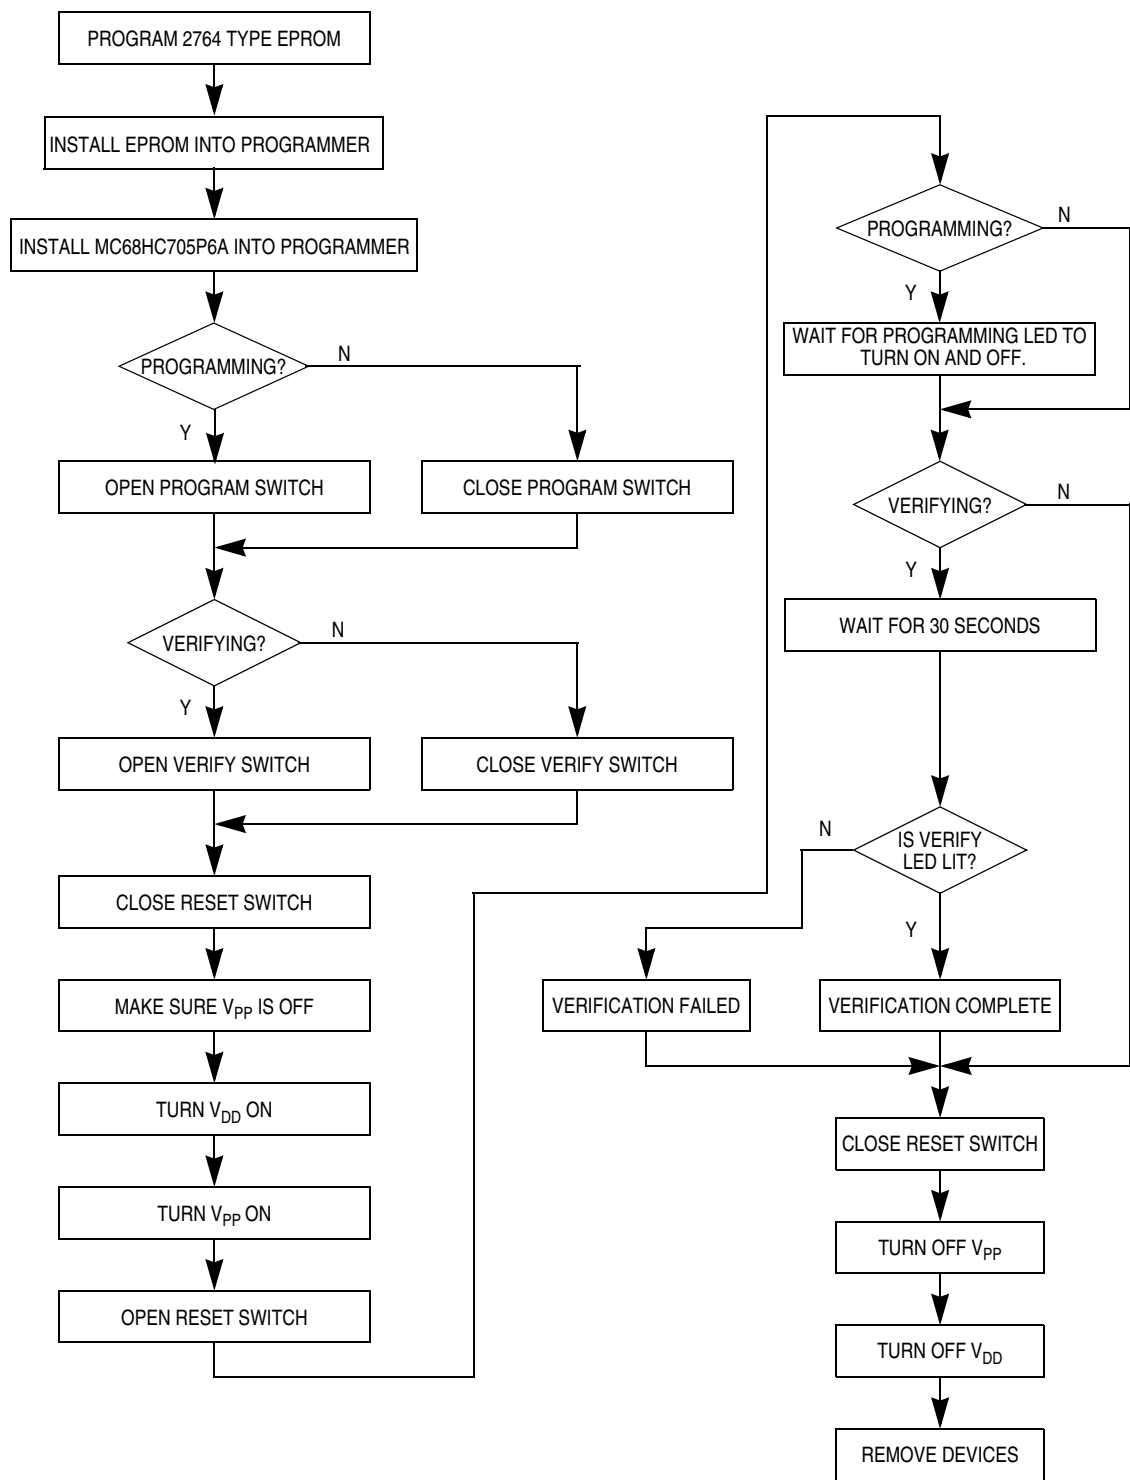 PROGRAM 2764 TYPE EPROM
INSTALL EPROM INTO PROGRAMMER
INSTALL MC68HC705P6A INTO PROGRAMMER
PROGRAMMING?
N
Y
OPEN PROGRAM SWITCH
CLOSE PROGRAM SWITCH
VERIFYING?
N
Y
OPEN VERIFY SWITCH
CLOSE VERIFY SWITCH
CLOSE RESET SWITCH
MAKE SURE VPP IS OFF
TURN VDD ON
TURN VPP ON
OPEN RESET SWITCH
PROGRAMMING?
N
Y
WAIT FOR PROGRAMMING LED TO
TURN ON AND OFF.
VERIFYING?
N
Y
WAIT FOR 30 SECONDS
IS VERIFY
LED LIT?
N
Y
VERIFICATION FAILED
VERIFICATION COMPLETE
CLOSE RESET SWITCH
TURN OFF VPP
TURN OFF VDD
REMOVE DEVICES